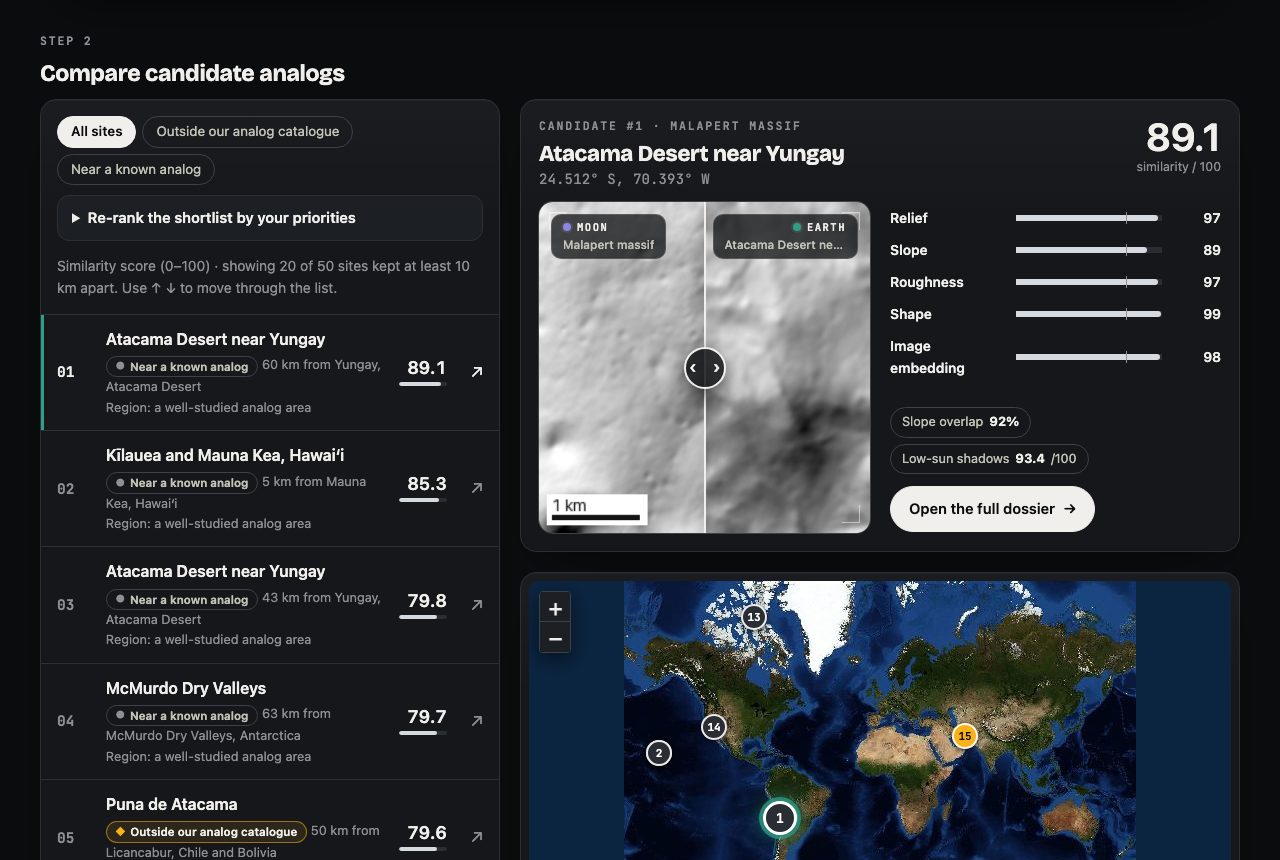 STEP 2
Compare candidate analogs
All sites
Outside our analog catalogue
Near a known analog
Re-rank the shortlist by your priorities
Similarity score (0–100) · showing 20 of 50 sites kept at least 10
km apart. Use ↑ ↓ to move through the list.
01
Atacama Desert near Yungay
Near a known analog 60 km from Yungay,
Atacama Desert
Region: a well-studied analog area
89.1
02
Kīlauea and Mauna Kea, Hawaiʻi
Near a known analog 5 km from Mauna
Kea, Hawaiʻi
Region: a well-studied analog area
85.3
03
Atacama Desert near Yungay
Near a known analog 43 km from Yungay,
Atacama Desert
Region: a well-studied analog area
79.8
04
McMurdo Dry Valleys
Near a known analog 63 km from
McMurdo Dry Valleys, Antarctica
Region: a well-studied analog area
79.7
05
Puna de Atacama
Outside our analog catalogue 50 km from
Licancabur, Chile and Bolivia
79.6
CANDIDATE #1 · MALAPERT MASSIF
Atacama Desert near Yungay
24.512° S, 70.393° W
89.1
similarity / 100
MOON
Malapert massif
EARTH
Atacama Desert ne…
1 km
Relief 97
Slope 89
Roughness 97
Shape 99
Image
embedding 98
Slope overlap 92%
Low-sun shadows 93.4 /100
Open the full dossier →
+
−
13
14
2
15
1